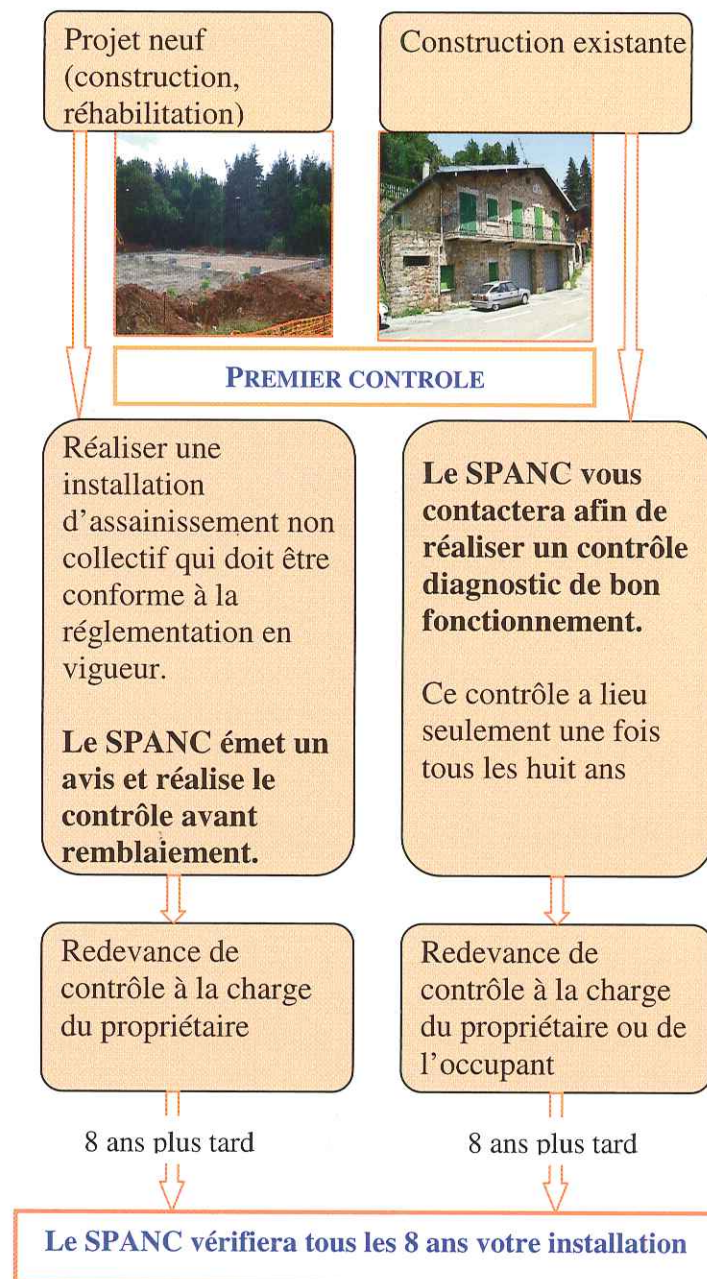 Projet neuf
(construction,
réhabilitation)
Construction existante
PREMIER CONTROLE
Réaliser une
installation
d'assainissement non
collectif qui doit être
conforme à la
réglementation en
vigueur.
Le SPANC émet un
avis et réalise le
contrôle avant
remblaiement.
Le SPANC vous
contactera afin de
réaliser un contrôle
diagnostic de bon
fonctionnement.
Ce contrôle a lieu
seulement une fois
tous les huit ans
Redevance de
contrôle à la charge
du propriétaire
Redevance de
contrôle à la charge
du propriétaire ou de
l'occupant
8 ans plus tard
8 ans plus tard
Le SPANC vérifiera tous les 8 ans votre installation